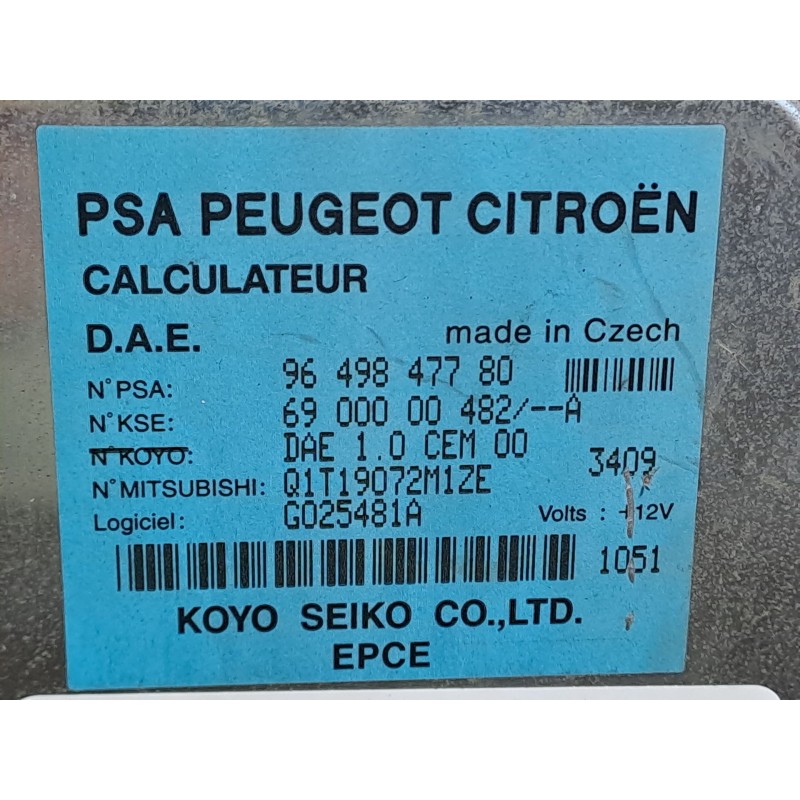 PSA PEUGEOT CITROËN
CALCULATEUR
D.A.E. made in Czech
N°PSA: 96 498 477 80
N°KSE: 69 000 00 482/--A
N°KOYO: DAE 1.0 CEM 00
N°MITSUBISHI: Q1T19072M1ZE 3409
Logiciel: G025481A Volts : +12V
1051
KOYO SEIKO CO.,LTD.
EPCE